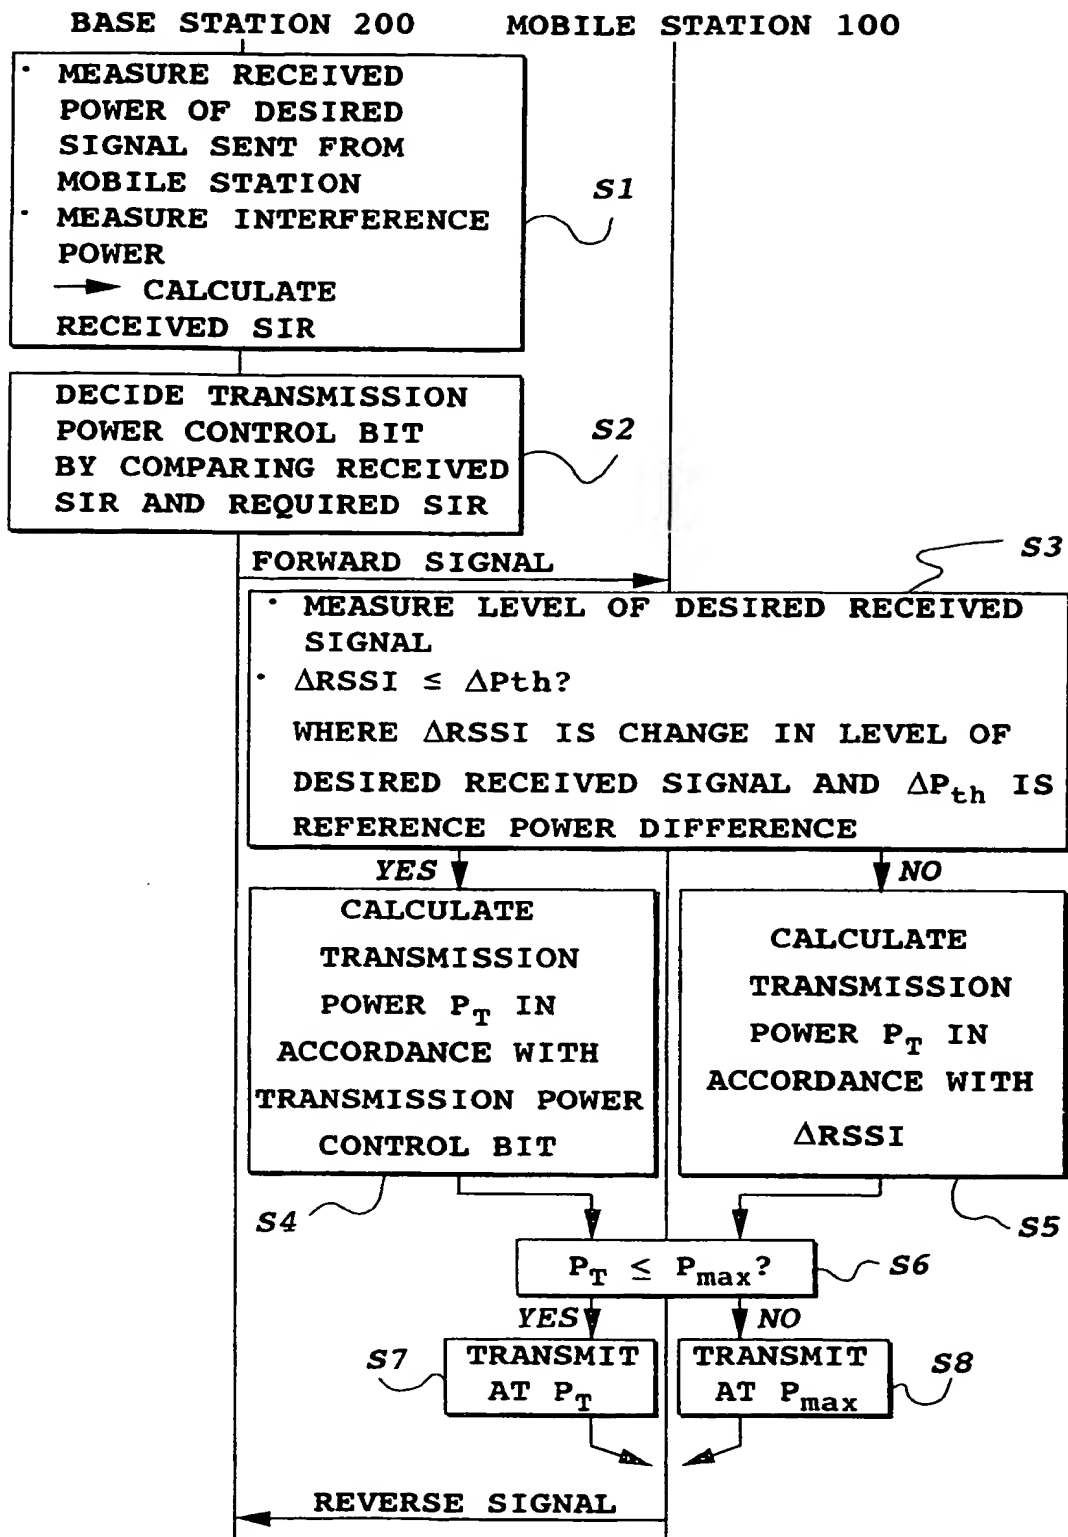 BASE STATION 200
MOBILE STATION 100
· MEASURE RECEIVED
POWER OF DESIRED
SIGNAL SENT FROM
MOBILE STATION
· MEASURE INTERFERENCE
POWER
→ CALCULATE
RECEIVED SIR
S1
DECIDE TRANSMISSION
POWER CONTROL BIT
BY COMPARING RECEIVED
SIR AND REQUIRED SIR
S2
FORWARD SIGNAL
S3
· MEASURE LEVEL OF DESIRED RECEIVED
SIGNAL
· ΔRSSI ≤ ΔPth?
WHERE ΔRSSI IS CHANGE IN LEVEL OF
DESIRED RECEIVED SIGNAL AND ΔPth IS
REFERENCE POWER DIFFERENCE
YES
NO
CALCULATE
TRANSMISSION
POWER PT IN
ACCORDANCE WITH
TRANSMISSION POWER
CONTROL BIT
S4
CALCULATE
TRANSMISSION
POWER PT IN
ACCORDANCE WITH
ΔRSSI
S5
PT ≤ Pmax?
S6
YES
NO
S7
TRANSMIT
AT PT
TRANSMIT
AT Pmax
S8
REVERSE SIGNAL